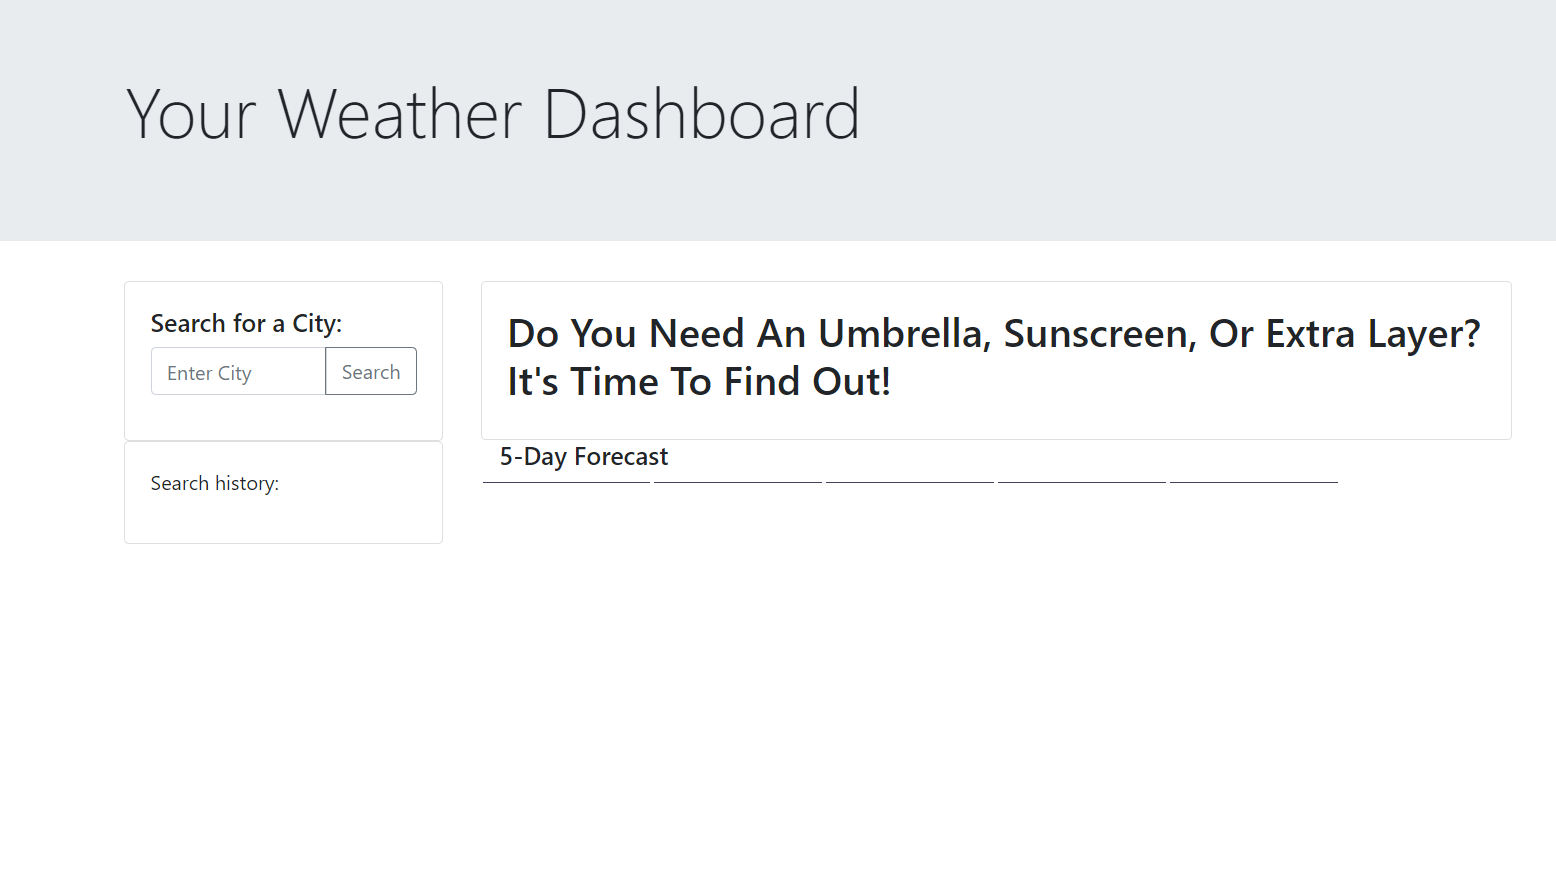 Your Weather Dashboard
Search for a City:
Enter City
Search
Search history:
Do You Need An Umbrella, Sunscreen, Or Extra Layer?
It's Time To Find Out!
5-Day Forecast